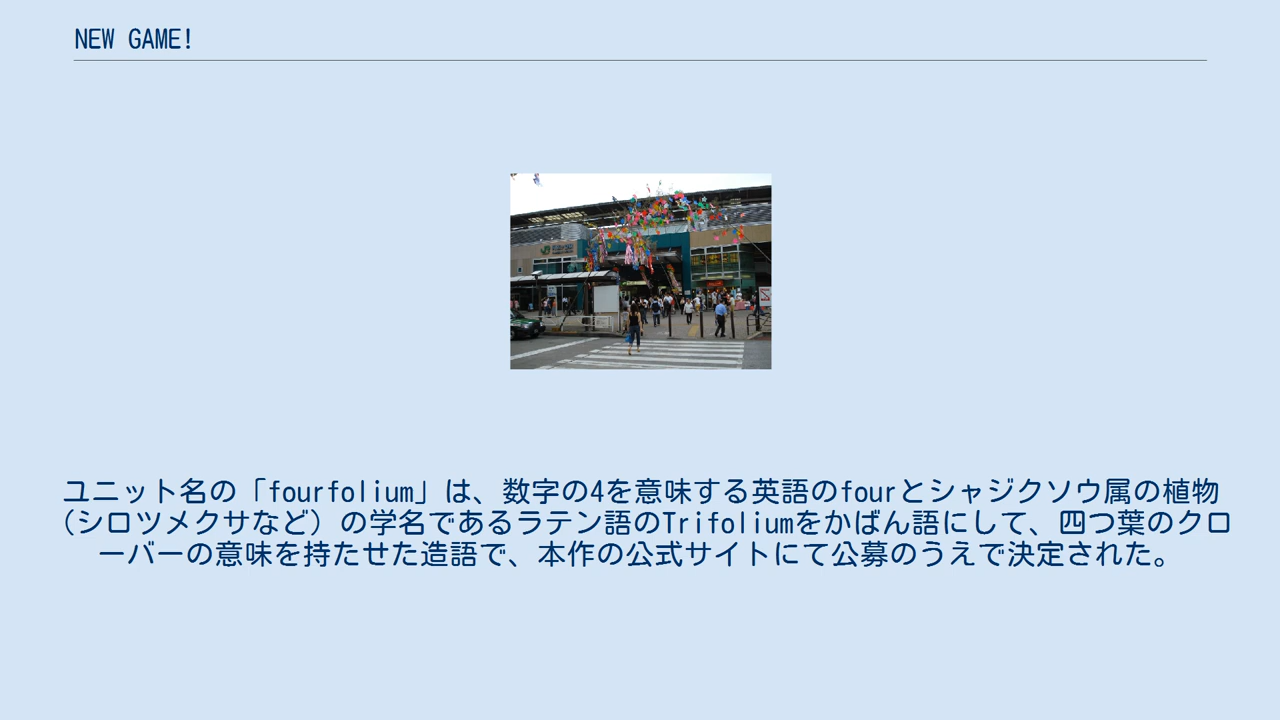 NEW GAME!
ユニット名の「fourfolium」は、数字の4を意味する英語のfourとシャジクソウ属の植物
(シロツメクサなど）の学名であるラテン語のTrifoliumをかばん語にして、四つ葉のクロ
ーバーの意味を持たせた造語で、本作の公式サイトにて公募のうえで決定された。